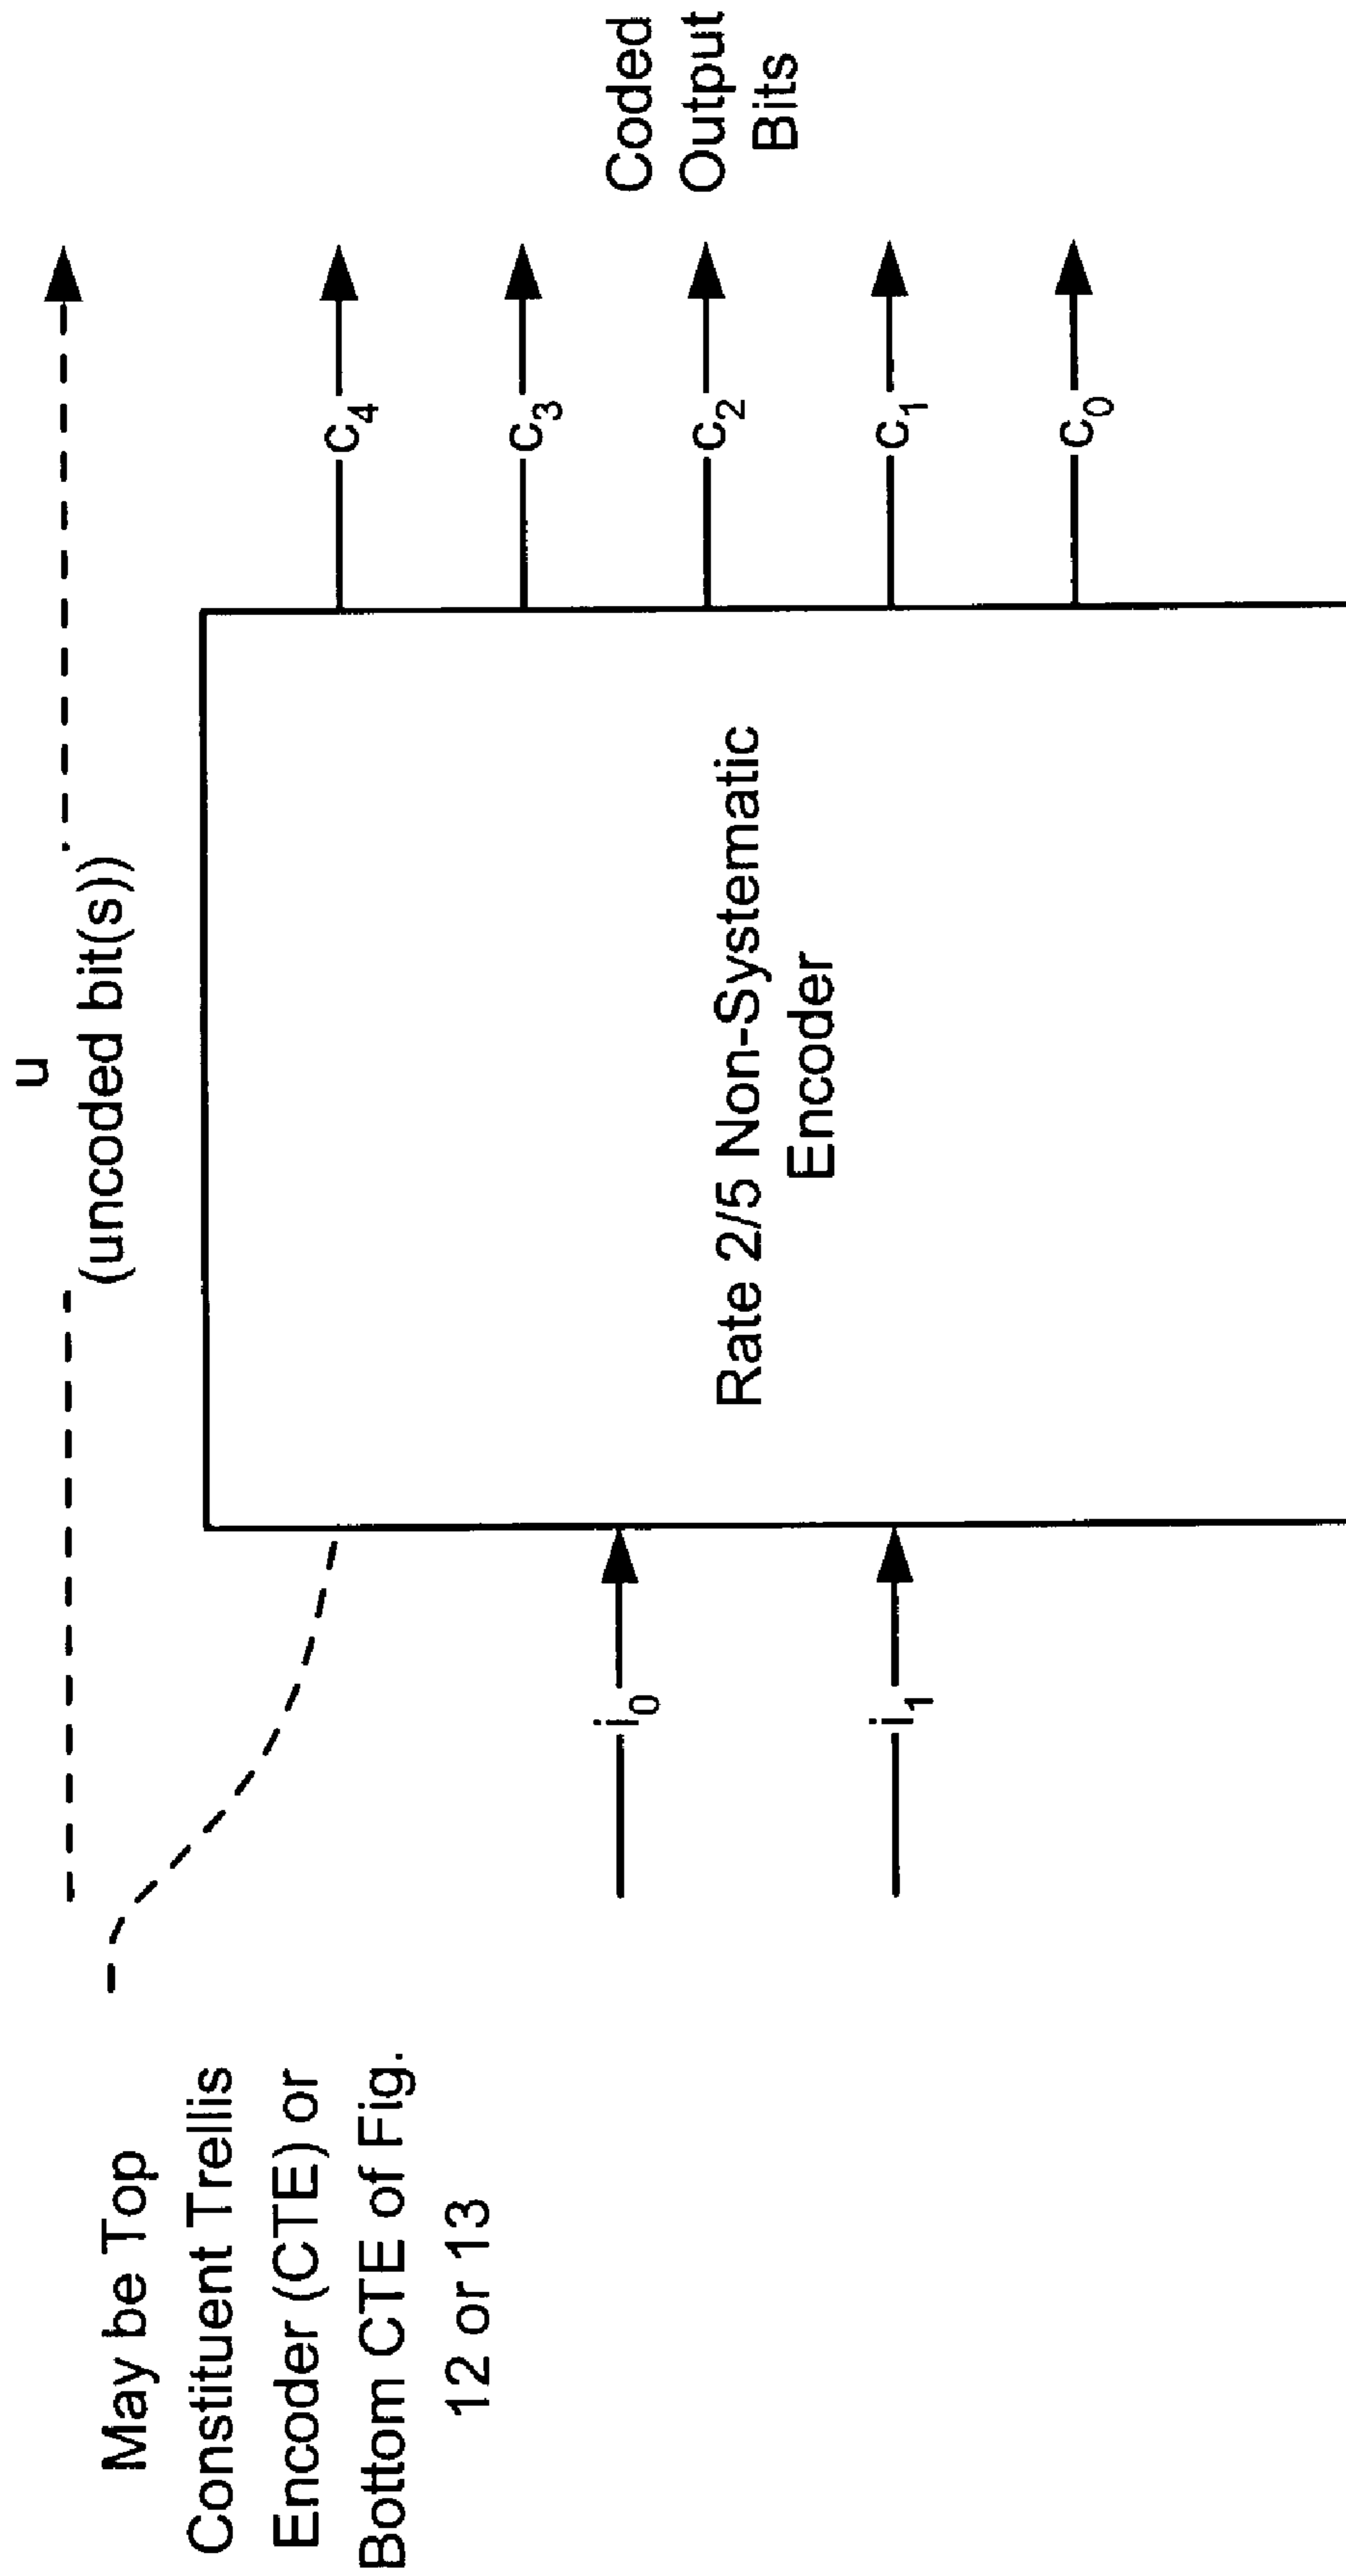 u
(uncoded bit(s))
May be Top
Constituent Trellis
Encoder (CTE) or
Bottom CTE of Fig.
12 or 13
i₀
i₁
Rate 2/5 Non-Systematic
Encoder
c₄
c₃
c₂
c₁
c₀
Coded
Output
Bits